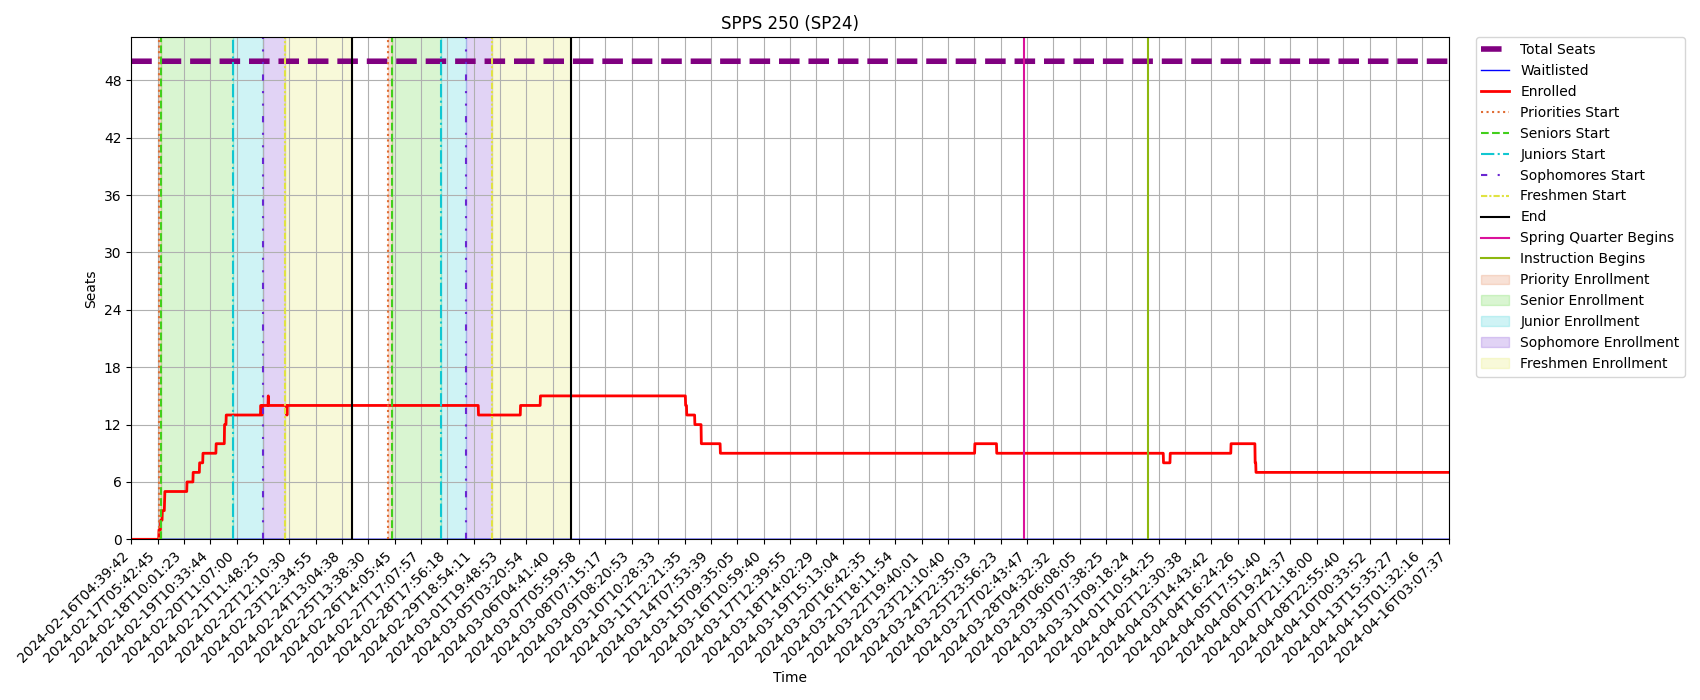 SPPS 250 (SP24)
Seats
48
42
36
30
24
18
12
6
0
2024-02-16T04:39:42
2024-02-17T05:42:45
2024-02-18T10:01:23
2024-02-19T10:33:44
2024-02-20T11:07:00
2024-02-21T11:48:25
2024-02-22T12:10:30
2024-02-23T12:34:55
2024-02-24T13:04:38
2024-02-25T13:38:30
2024-02-26T14:05:45
2024-02-27T17:07:57
2024-02-28T17:56:18
2024-02-29T18:54:11
2024-03-03T19:48:53
2024-03-05T03:20:54
2024-03-06T04:41:40
2024-03-07T05:59:58
2024-03-08T07:15:17
2024-03-09T08:20:53
2024-03-10T10:28:33
2024-03-11T12:21:35
2024-03-14T07:53:39
2024-03-15T09:35:05
2024-03-16T10:59:40
2024-03-17T12:39:55
2024-03-18T14:02:29
2024-03-19T15:13:04
2024-03-20T16:42:35
2024-03-21T18:11:54
2024-03-22T19:40:01
2024-03-23T21:10:40
2024-03-24T22:35:03
2024-03-25T23:56:23
2024-03-27T02:43:47
2024-03-28T04:32:32
2024-03-29T06:08:05
2024-03-30T07:38:25
2024-03-31T09:18:24
2024-04-01T10:54:25
2024-04-02T12:30:38
2024-04-03T14:43:42
2024-04-04T16:24:26
2024-04-05T17:51:40
2024-04-06T19:24:37
2024-04-07T21:18:00
2024-04-08T22:55:40
2024-04-10T00:33:52
2024-04-13T15:35:27
2024-04-15T01:32:16
2024-04-16T03:07:37
Time
Total Seats
Waitlisted
Enrolled
Priorities Start
Seniors Start
Juniors Start
Sophomores Start
Freshmen Start
End
Spring Quarter Begins
Instruction Begins
Priority Enrollment
Senior Enrollment
Junior Enrollment
Sophomore Enrollment
Freshmen Enrollment